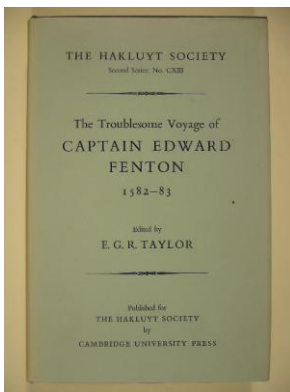 THE HAKLUYT SOCIETY
Second Series No. CXIII
The Troublesome Voyage of
CAPTAIN EDWARD
FENTON
1582–83
Edited by
E. G. R. TAYLOR
Published for
THE HAKLUYT SOCIETY
by
CAMBRIDGE UNIVERSITY PRESS